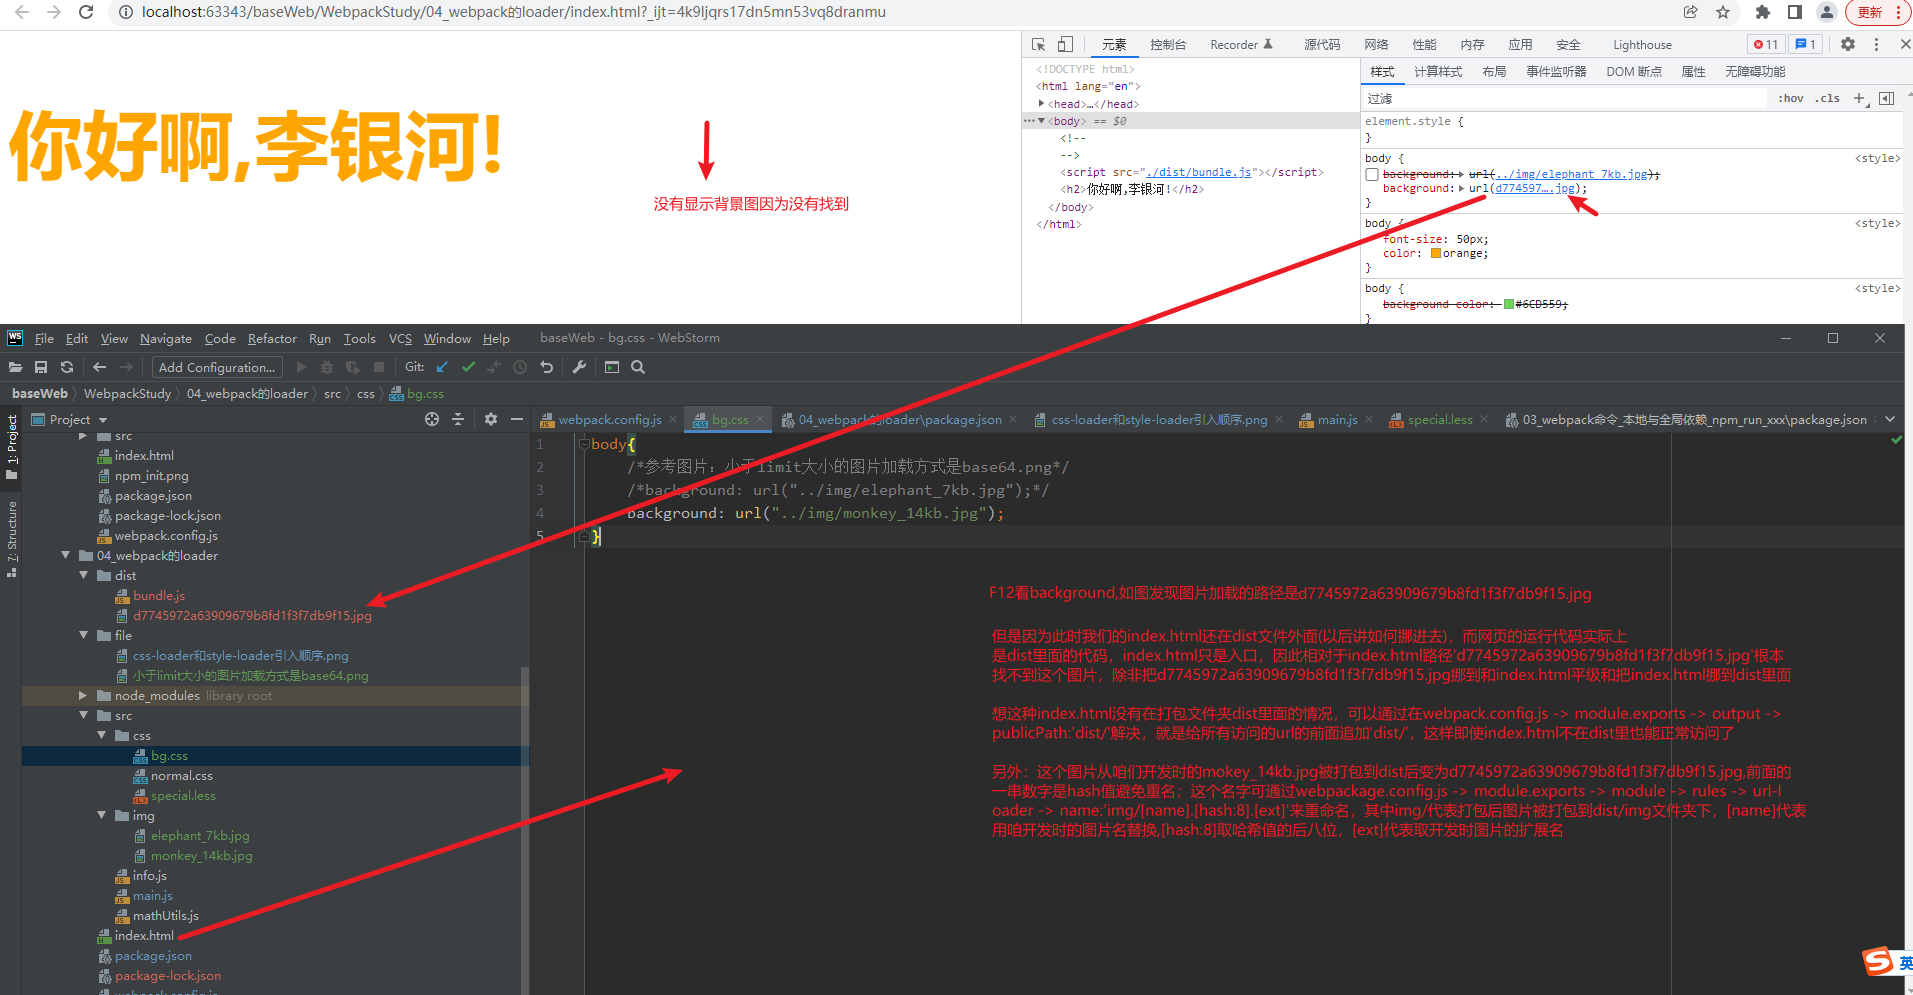 localhost:63343/baseWeb/WebpackStudy/04_webpack的loader/index.html?_ijt=4k9ljqrs17dn5mn53vq8dranmu
更新
你好啊,李银河!
没有显示背景图因为没有找到
元素 控制台 Recorder 源代码 网络 性能 内存 应用 安全 Lighthouse 11 1
<!DOCTYPE html>
<html lang="en">
<head>…</head>
<body> == $0
<!--
-->
<script src="./dist/bundle.js"></script>
<h2>你好啊,李银河!</h2>
</body>
</html>
样式 计算样式 布局 事件监听器 DOM 断点 属性 无障碍功能
过滤 :hov .cls
element.style {
}
body { <style>
background: url(../img/elephant_7kb.jpg);
background: url(d774597….jpg);
}
body { <style>
font-size: 50px;
color: orange;
}
body { <style>
background-color: #6CD559;
}
WS File Edit View Navigate Code Refactor Run Tools VCS Window Help baseWeb - bg.css - WebStorm
Add Configuration... Git:
baseWeb WebpackStudy 04_webpack的loader src css bg.css
1: Project
7: Structure
Project
webpack.config.js bg.css 04_webpack的loader\package.json css-loader和style-loader引入顺序.png main.js special.less 03_webpack命令_本地与全局依赖_npm_run_xxx\package.json
src
index.html
npm_init.png
package.json
package-lock.json
webpack.config.js
04_webpack的loader
dist
bundle.js
d7745972a63909679b8fd1f3f7db9f15.jpg
file
css-loader和style-loader引入顺序.png
小于limit大小的图片加载方式是base64.png
node_modules library root
src
css
bg.css
normal.css
special.less
img
elephant_7kb.jpg
monkey_14kb.jpg
info.js
main.js
mathUtils.js
index.html
package.json
package-lock.json
webpack.config.js
1 body{
2 /*参考图片：小于limit大小的图片加载方式是base64.png*/
3 /*background: url("../img/elephant_7kb.jpg");*/
4 background: url("../img/monkey_14kb.jpg");
5 }
F12看background,如图发现图片加载的路径是d7745972a63909679b8fd1f3f7db9f15.jpg
但是因为此时我们的index.html还在dist文件外面(以后讲如何挪进去)，而网页的运行代码实际上
是dist里面的代码，index.html只是入口，因此相对于index.html路径'd7745972a63909679b8fd1f3f7db9f15.jpg'根本
找不到这个图片，除非把d7745972a63909679b8fd1f3f7db9f15.jpg挪到和index.html平级和把index.html挪到dist里面
想这种index.html没有在打包文件夹dist里面的情况，可以通过在webpack.config.js -> module.exports -> output ->
publicPath:'dist/'解决，就是给所有访问的url的前面追加'dist/'，这样即使index.html不在dist里也能正常访问了
另外：这个图片从咱们开发时的mokey_14kb.jpg被打包到dist后变为d7745972a63909679b8fd1f3f7db9f15.jpg,前面的
一串数字是hash值避免重名；这个名字可通过webpackage.config.js -> module.exports -> module -> rules -> url-l
oader -> name:'img/[name].[hash:8].[ext]'来重命名，其中img/代表打包后图片被打包到dist/img文件夹下，[name]代表
用咱开发时的图片名替换,[hash:8]取哈希值的后八位，[ext]代表取开发时图片的扩展名
S 英